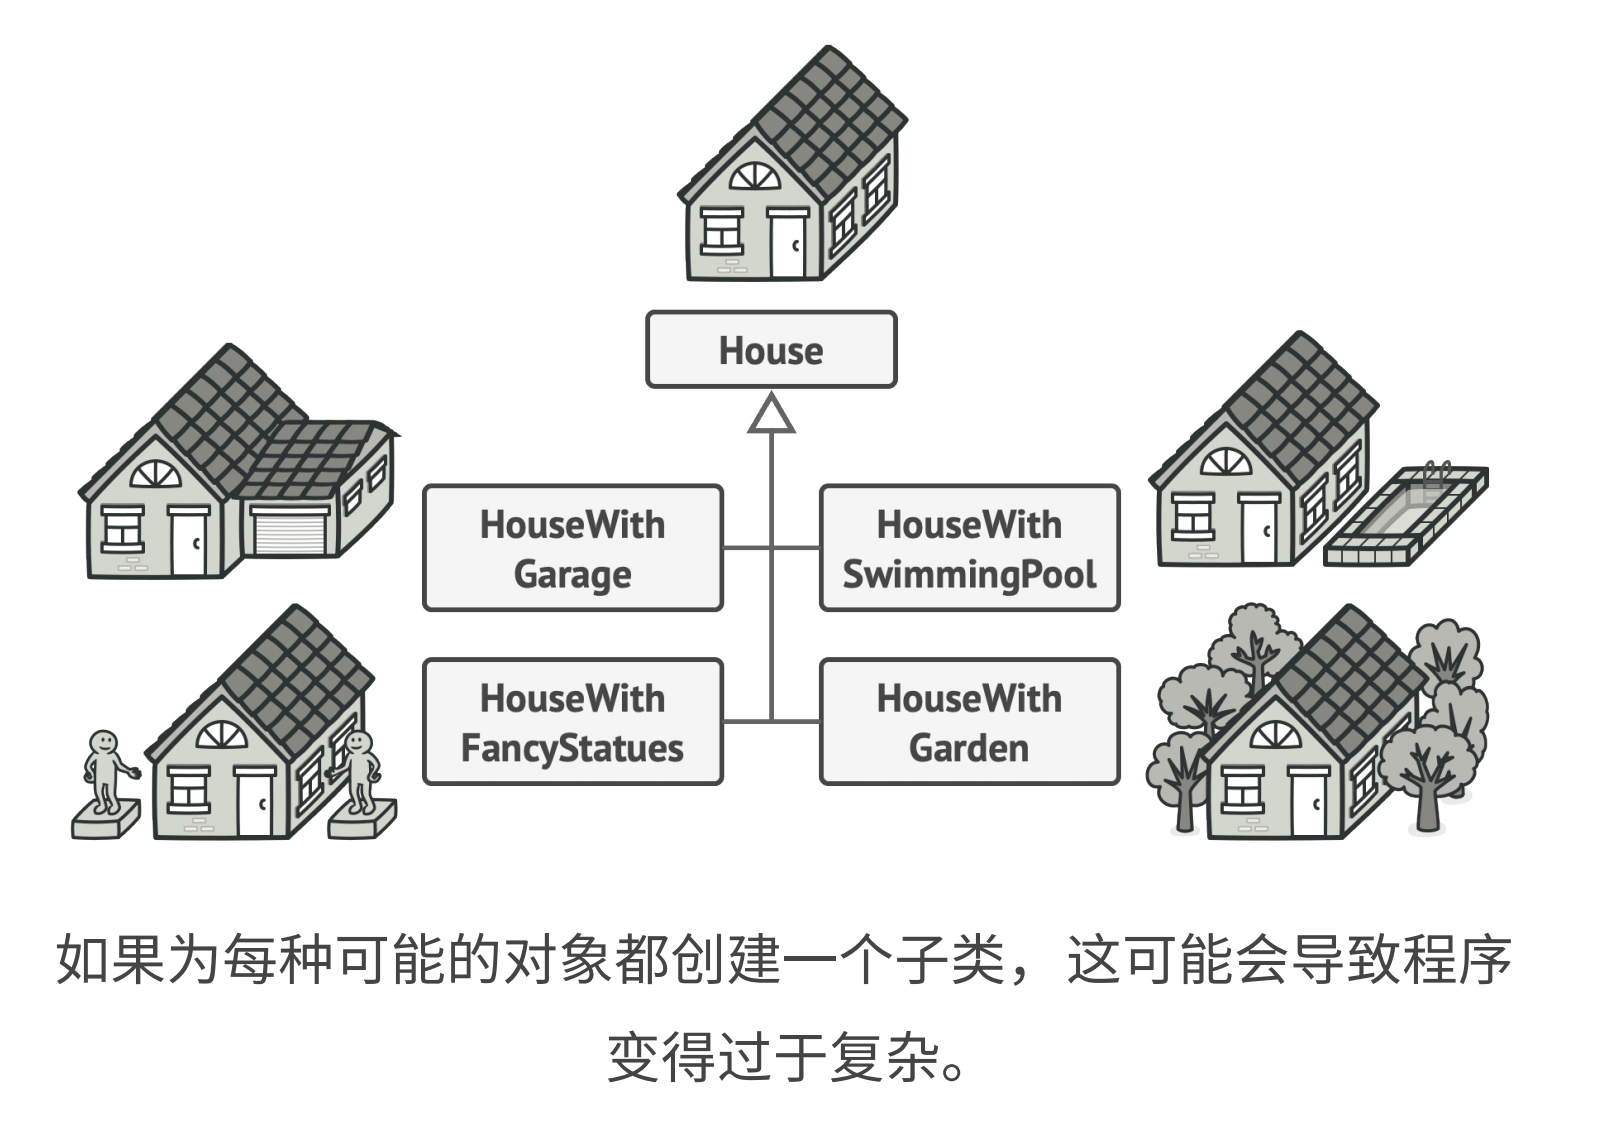 House
HouseWith
Garage
HouseWith
SwimmingPool
HouseWith
FancyStatues
HouseWith
Garden
如果为每种可能的对象都创建一个子类，这可能会导致程序
变得过于复杂。